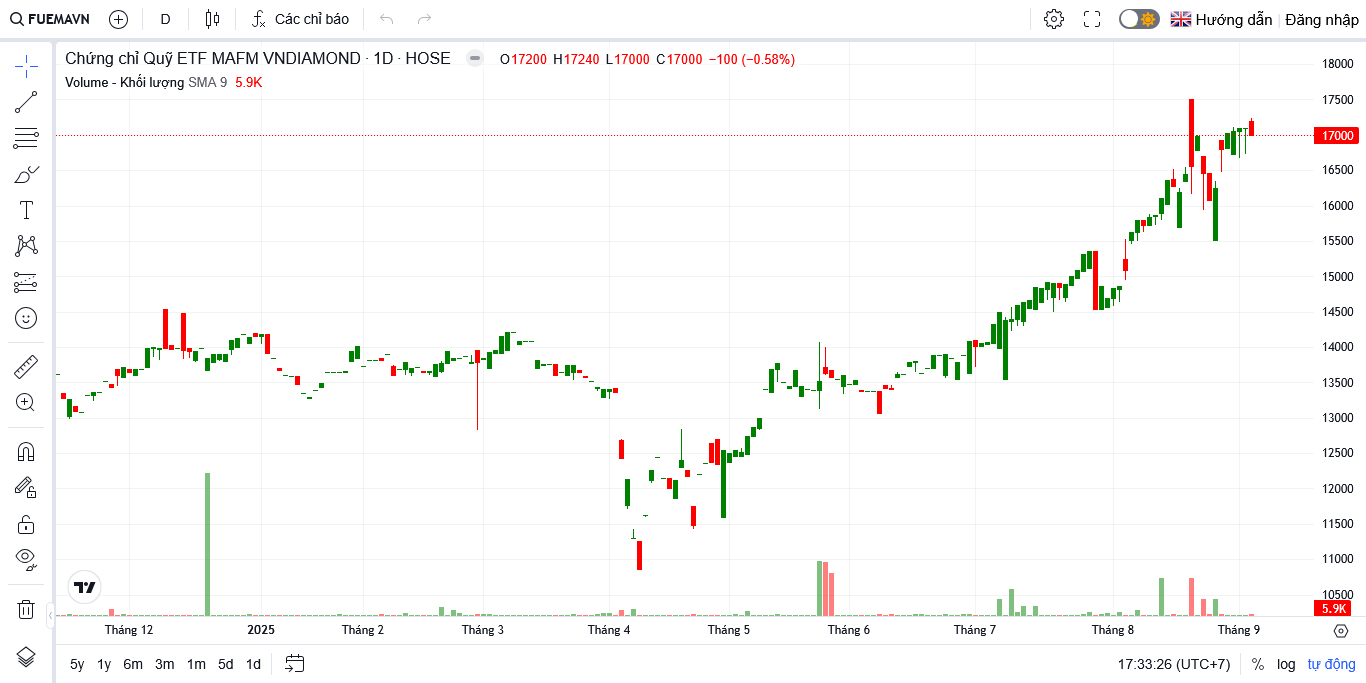 FUEMAVN D Các chỉ báo Hướng dẫn Đăng nhập
Chứng chỉ Quỹ ETF MAFM VNDIAMOND · 1D · HOSE O17200 H17240 L17000 C17000 −100 (−0.58%)
Volume - Khối lượng SMA 9 5.9K
18000
17500
17000
16500
16000
15500
15000
14500
14000
13500
13000
12500
12000
11500
11000
10500
5.9K
Tháng 12 2025 Tháng 2 Tháng 3 Tháng 4 Tháng 5 Tháng 6 Tháng 7 Tháng 8 Tháng 9
5y 1y 6m 3m 1m 5d 1d 17:33:26 (UTC+7) % log tự động